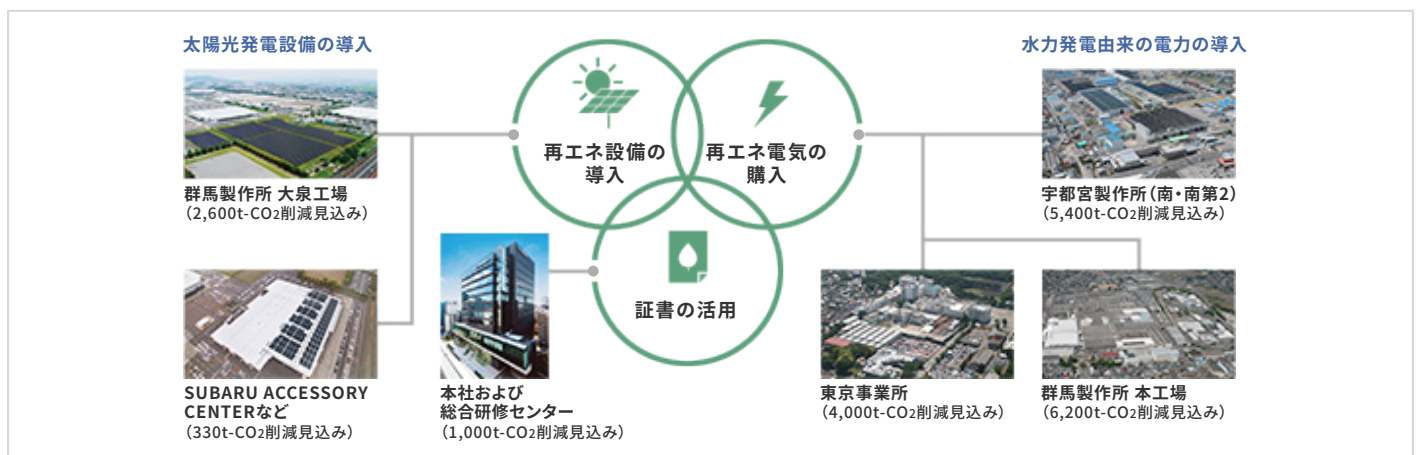 太陽光発電設備の導入
群馬製作所 大泉工場
（2,600t-CO2削減見込み）
SUBARU ACCESSORY
CENTERなど
（330t-CO2削減見込み）
再エネ設備の
導入
再エネ電気の
購入
証書の活用
本社および
総合研修センター
（1,000t-CO2削減見込み）
水力発電由来の電力の導入
宇都宮製作所（南・南第2）
（5,400t-CO2削減見込み）
東京事業所
（4,000t-CO2削減見込み）
群馬製作所 本工場
（6,200t-CO2削減見込み）